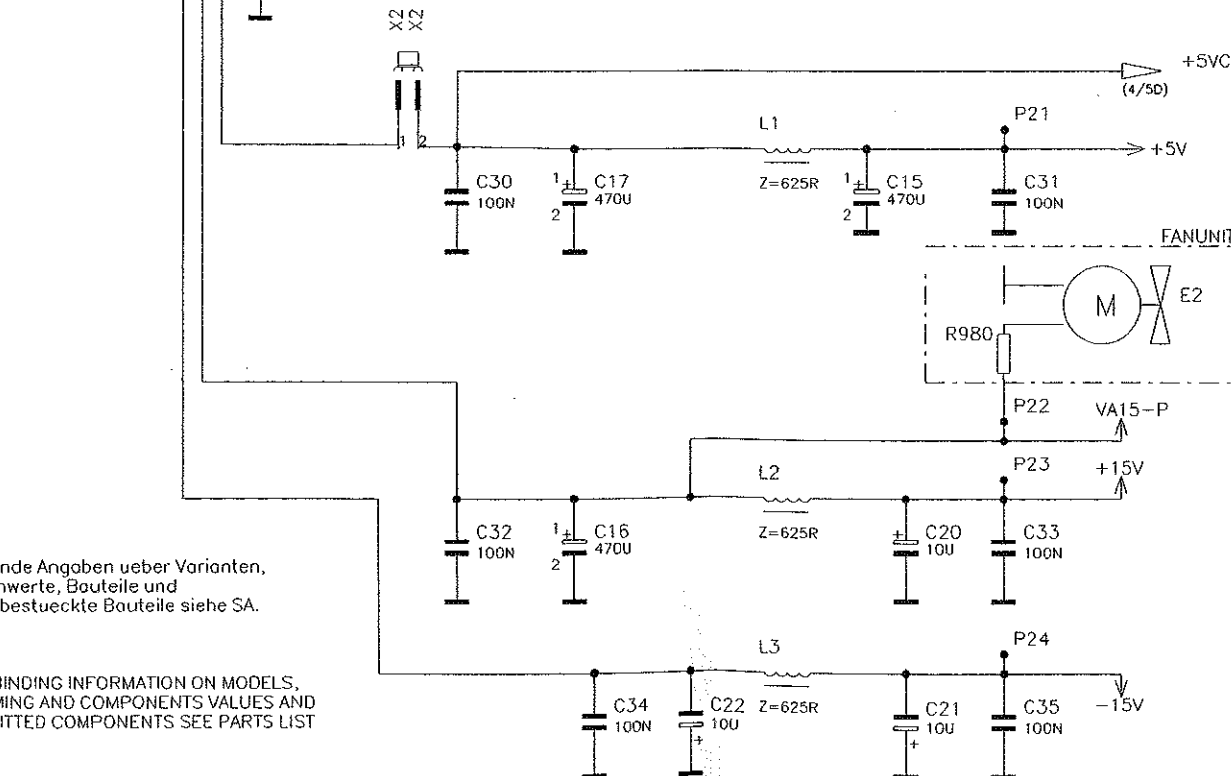 X2
X2
+5VC
(4/5D)
P21
L1
1 2
+5V
Z=625R
1 +
2
C30
100N
C17
470U
1 +
2
C15
470U
C31
100N
FANUNIT
M
E2
R980
P22
VA15-P
L2
P23
+15V
Z=625R
C32
100N
1 +
2
C16
470U
+
C20
10U
C33
100N
nde Angaben ueber Varianten,
nwerte, Bauteile und
bestueckte Bauteile siehe SA.
L3
P24
BINDING INFORMATION ON MODELS,
MING AND COMPONENTS VALUES AND
ITTED COMPONENTS SEE PARTS LIST
Z=625R
-15V
C34
100N
C22
10U
+
C21
10U
+
C35
100N